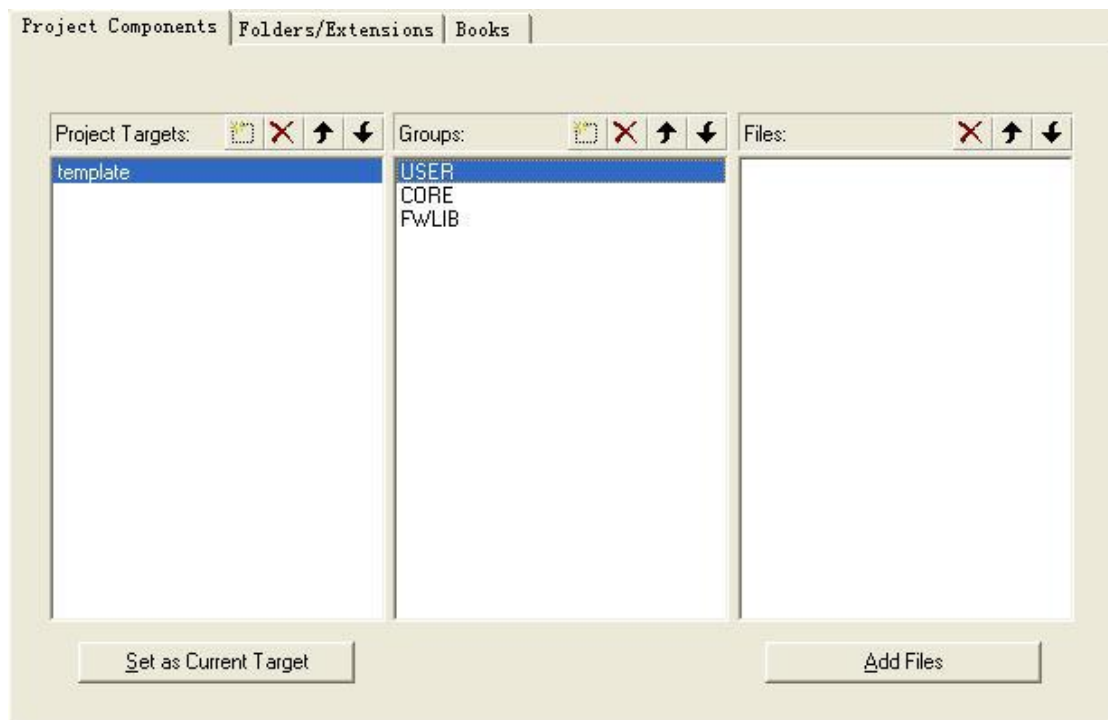 Project Components Folders/Extensions Books
Project Targets: Groups: Files:
template USER
CORE
FWLIB
Set as Current Target Add Files